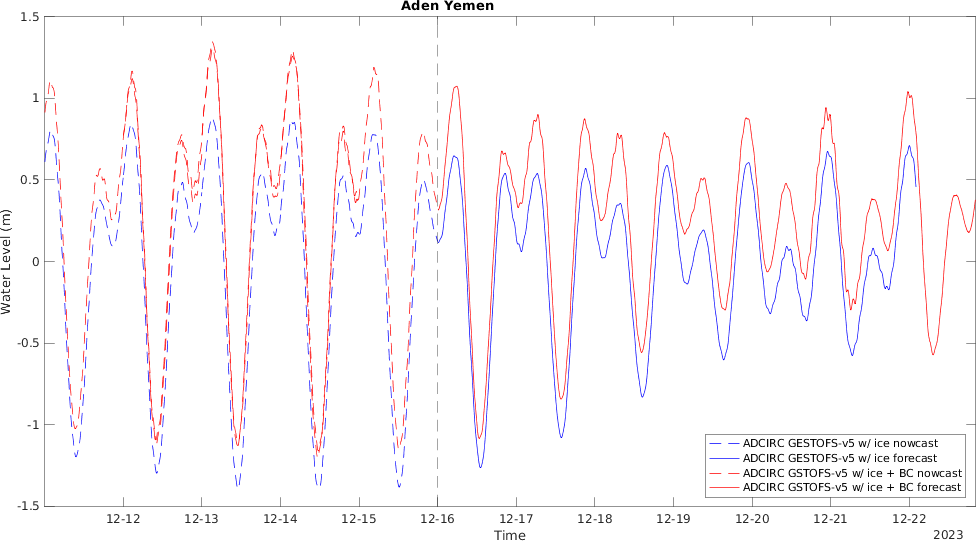 Aden Yemen
1.5
1
0.5
0
-0.5
-1
-1.5
Water Level (m)
ADCIRC GESTOFS-v5 w/ ice nowcast
ADCIRC GESTOFS-v5 w/ ice forecast
ADCIRC GSTOFS-v5 w/ ice + BC nowcast
ADCIRC GSTOFS-v5 w/ ice + BC forecast
12-12 12-13 12-14 12-15 12-16 12-17 12-18 12-19 12-20 12-21 12-22
Time
2023